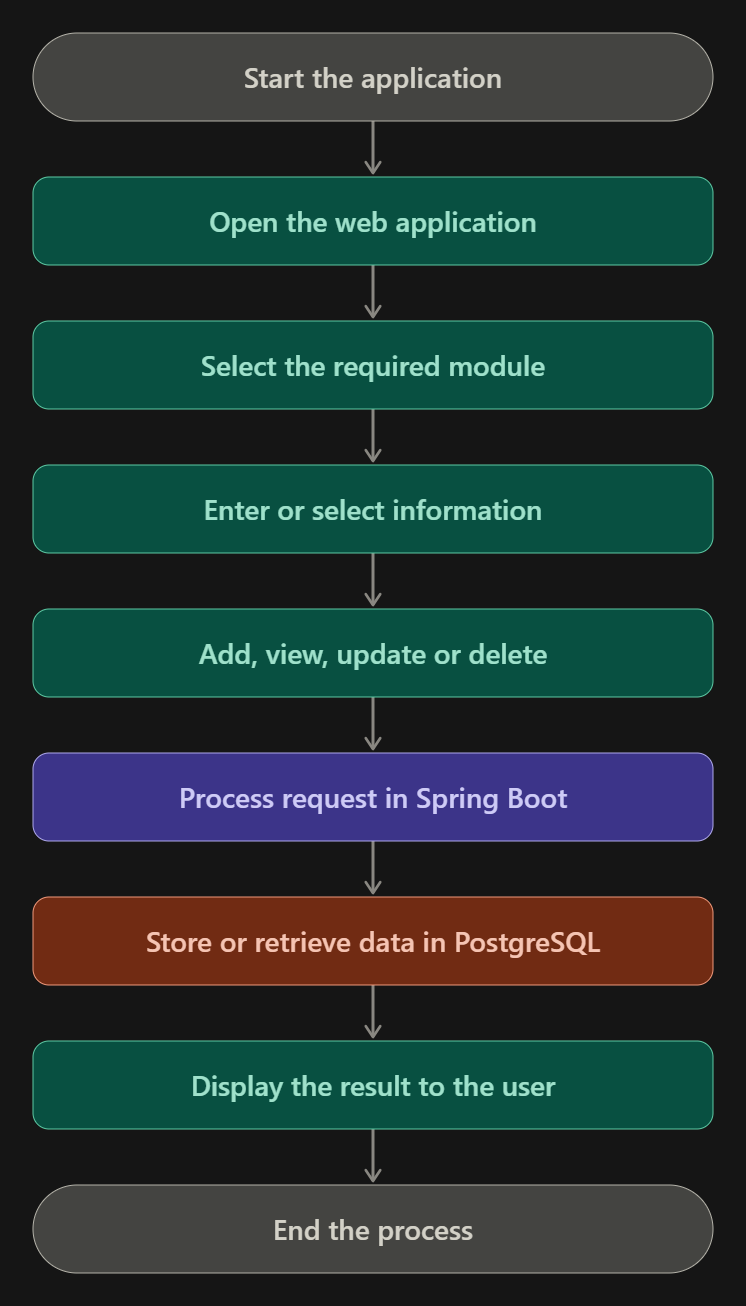 Start the application
Open the web application
Select the required module
Enter or select information
Add, view, update or delete
Process request in Spring Boot
Store or retrieve data in PostgreSQL
Display the result to the user
End the process